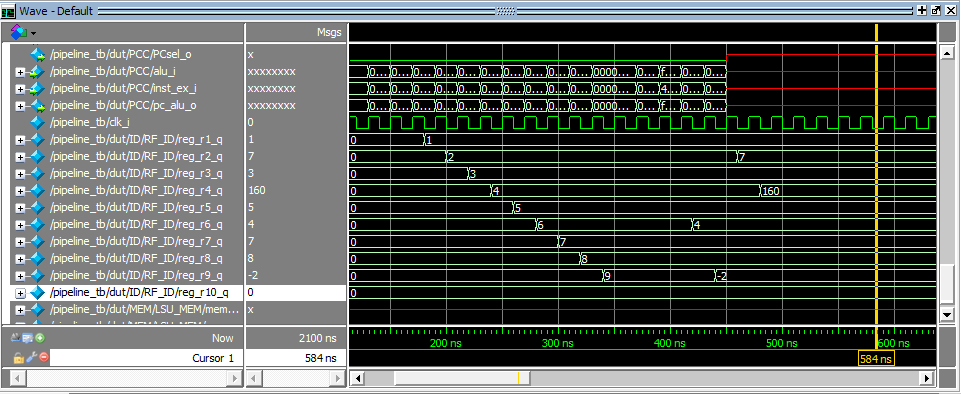 Wave - Default
Msgs
/pipeline_tb/dut/PCC/PCsel_o x
/pipeline_tb/dut/PCC/alu_i xxxxxxxx 0... 0... 0... 0... 0... 0... 0... 0... 0... 0... 0000... 0... f... 0... 0...
/pipeline_tb/dut/PCC/inst_ex_i xxxxxxxx 0... 0... 0... 0... 0... 0... 0... 0... 0... 0... 0000... 0... 4... 0... 0...
/pipeline_tb/dut/PCC/pc_alu_o xxxxxxxx 0... 0... 0... 0... 0... 0... 0... 0... 0... 0... 0000... 0... f... 0... 0...
/pipeline_tb/clk_i 0
/pipeline_tb/dut/ID/RF_ID/reg_r1_q 1 0 1
/pipeline_tb/dut/ID/RF_ID/reg_r2_q 7 0 2 7
/pipeline_tb/dut/ID/RF_ID/reg_r3_q 3 0 3
/pipeline_tb/dut/ID/RF_ID/reg_r4_q 160 0 4 160
/pipeline_tb/dut/ID/RF_ID/reg_r5_q 5 0 5
/pipeline_tb/dut/ID/RF_ID/reg_r6_q 4 0 6 4
/pipeline_tb/dut/ID/RF_ID/reg_r7_q 7 0 7
/pipeline_tb/dut/ID/RF_ID/reg_r8_q 8 0 8
/pipeline_tb/dut/ID/RF_ID/reg_r9_q -2 0 9 -2
/pipeline_tb/dut/ID/RF_ID/reg_r10_q 0 0
/pipeline_tb/dut/MEM/LSU_MEM/mem... x
Now 2100 ns 200 ns 300 ns 400 ns 500 ns 600 ns
Cursor 1 584 ns 584 ns